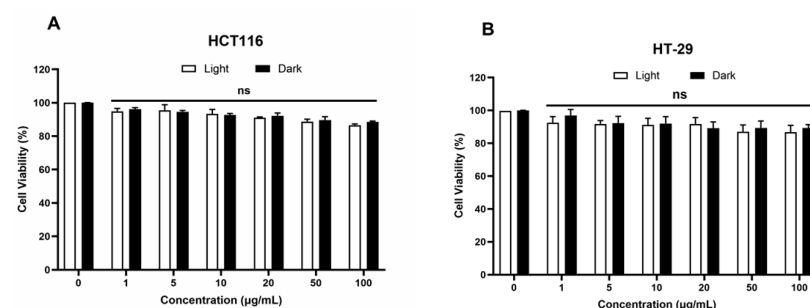 A
HCT116
Light Dark
ns
120
100
80
60
40
20
0
Cell Viability (%)
0 1 5 10 20 50 100
Concentration (µg/mL)
B
HT-29
Light Dark
ns
120
100
80
60
40
20
0
Cell Viability (%)
0 1 5 10 20 50 100
Concentration (µg/mL)